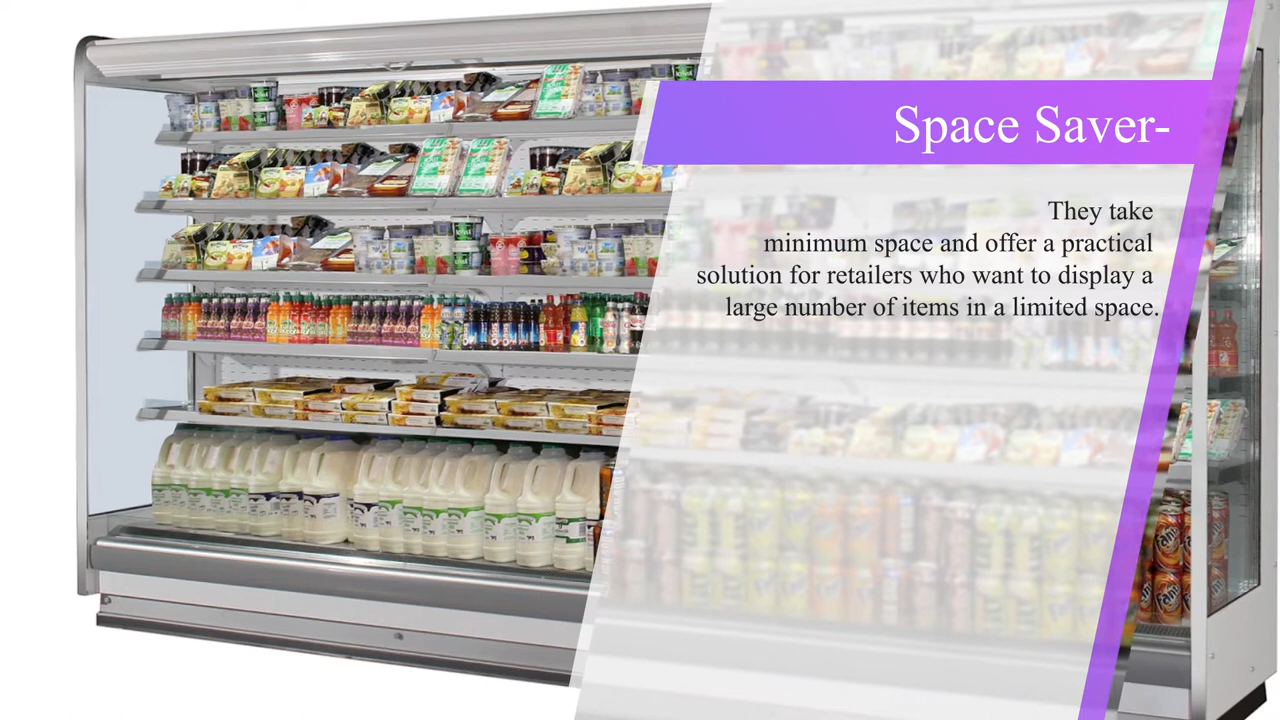 Space Saver-
They take
minimum space and offer a practical
solution for retailers who want to display a
large number of items in a limited space.
Fanta